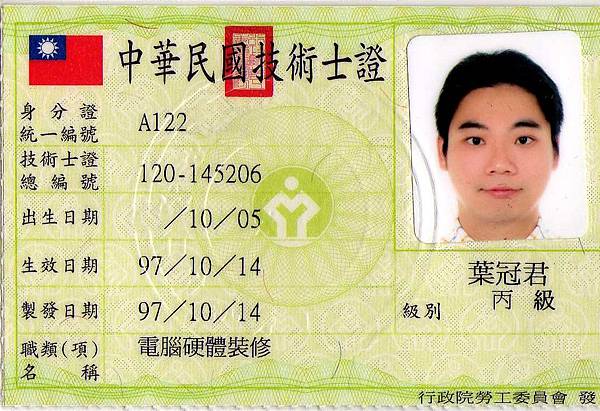 中華民國技術士證
身分證
統一編號 A122
技術士證
總編號 120-145206
出生日期 ／10／05
生效日期 97／10／14
製發日期 97／10／14
職類(項)
名稱 電腦硬體裝修
葉冠君
級別 丙級
行政院勞工委員會 發